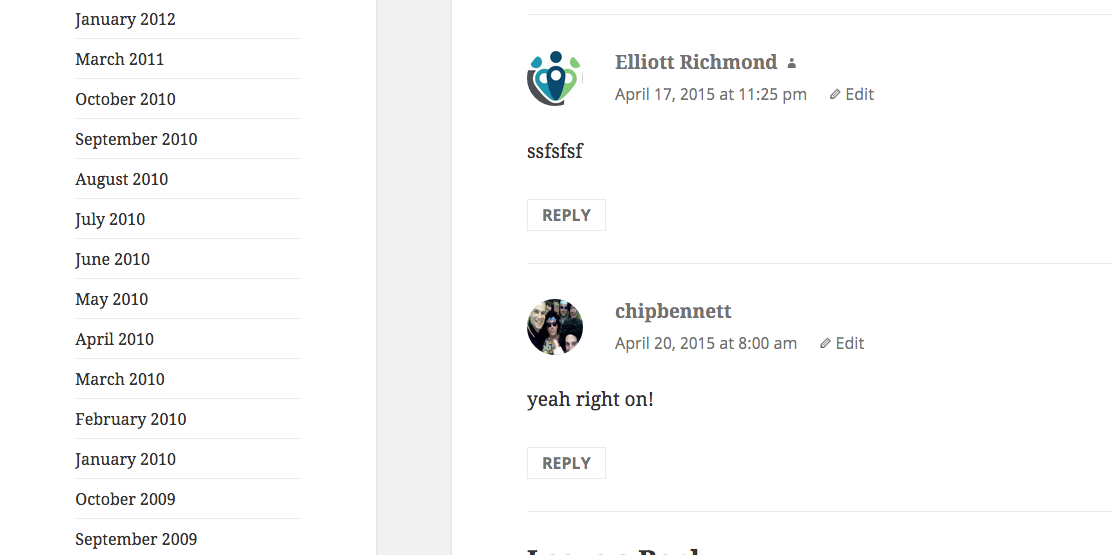 January 2012
March 2011
October 2010
September 2010
August 2010
July 2010
June 2010
May 2010
April 2010
March 2010
February 2010
January 2010
October 2009
September 2009
Elliott Richmond
April 17, 2015 at 11:25 pm Edit
ssfsfsf
REPLY
chipbennett
April 20, 2015 at 8:00 am Edit
yeah right on!
REPLY